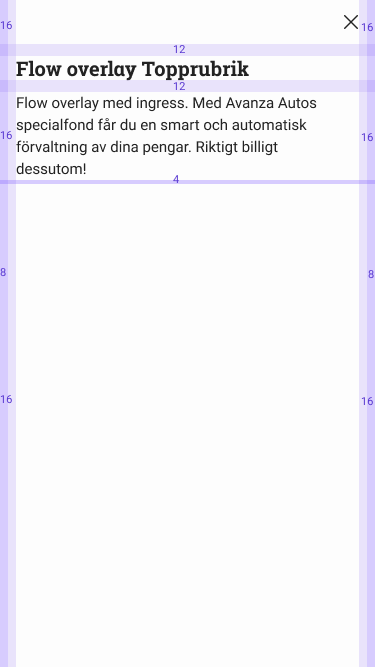 16
16
12
Flow overlay Topprubrik
12
Flow overlay med ingress. Med Avanza Autos
specialfond får du en smart och automatisk
16
16
förvaltning av dina pengar. Riktigt billigt
dessutom!
4
8
8
16
16